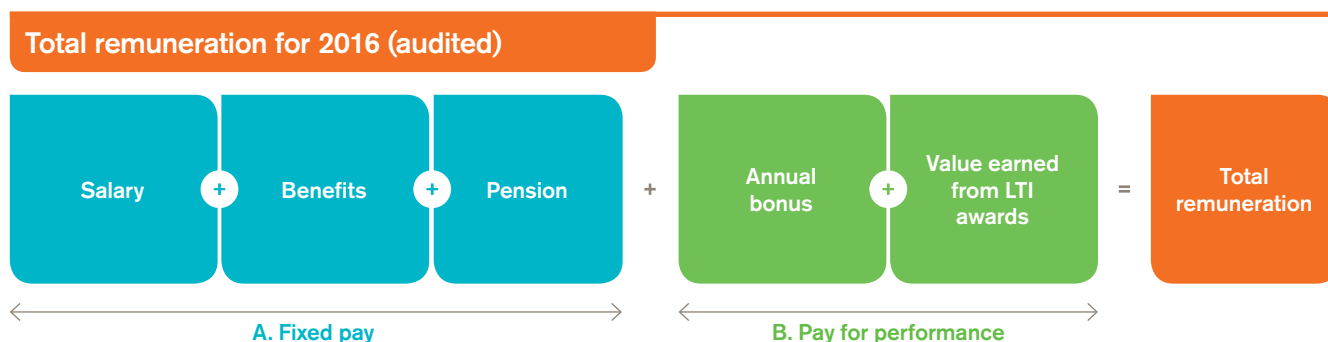 Total remuneration for 2016 (audited)
Salary
+
Benefits
+
Pension
+
Annual
bonus
+
Value earned
from LTI
awards
=
Total
remuneration
A. Fixed pay
B. Pay for performance